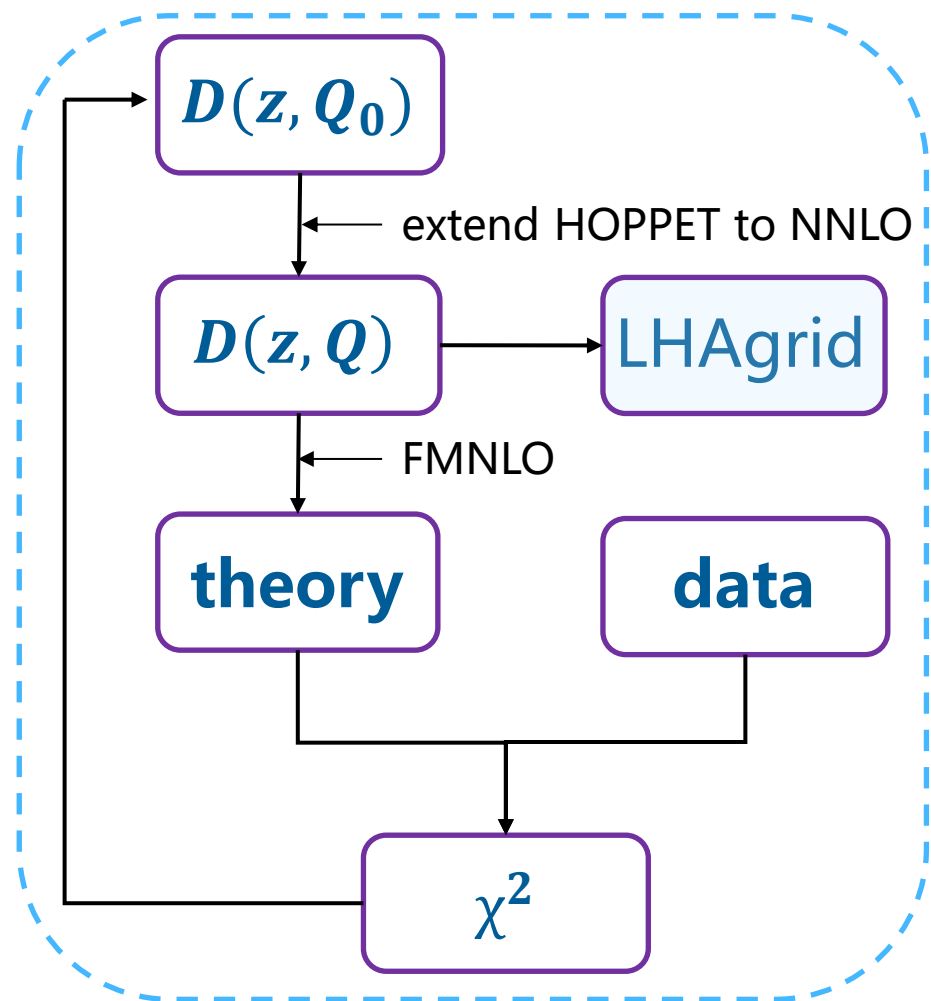 D(z, Q₀)
extend HOPPET to NNLO
D(z, Q)
LHAgrid
FMNLO
theory
data
χ²